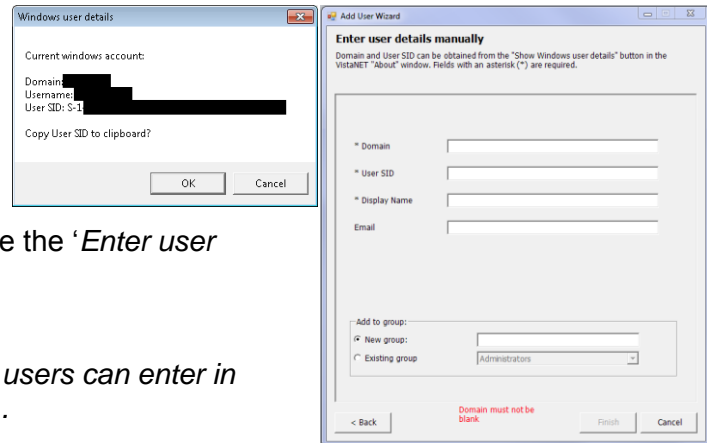 Windows user details
Current windows account:
Domain:
Username:
User SID: S-1-
Copy User SID to clipboard?
OK
Cancel
e the ‘Enter user
users can enter in
.
Add User Wizard
Enter user details manually
Domain and User SID can be obtained from the "Show Windows user details" button in the
VistaNET "About" window. Fields with an asterisk (*) are required.
* Domain
* User SID
* Display Name
Email
Add to group:
New group:
Existing group
Administrators
< Back
Domain must not be
blank
Finish
Cancel